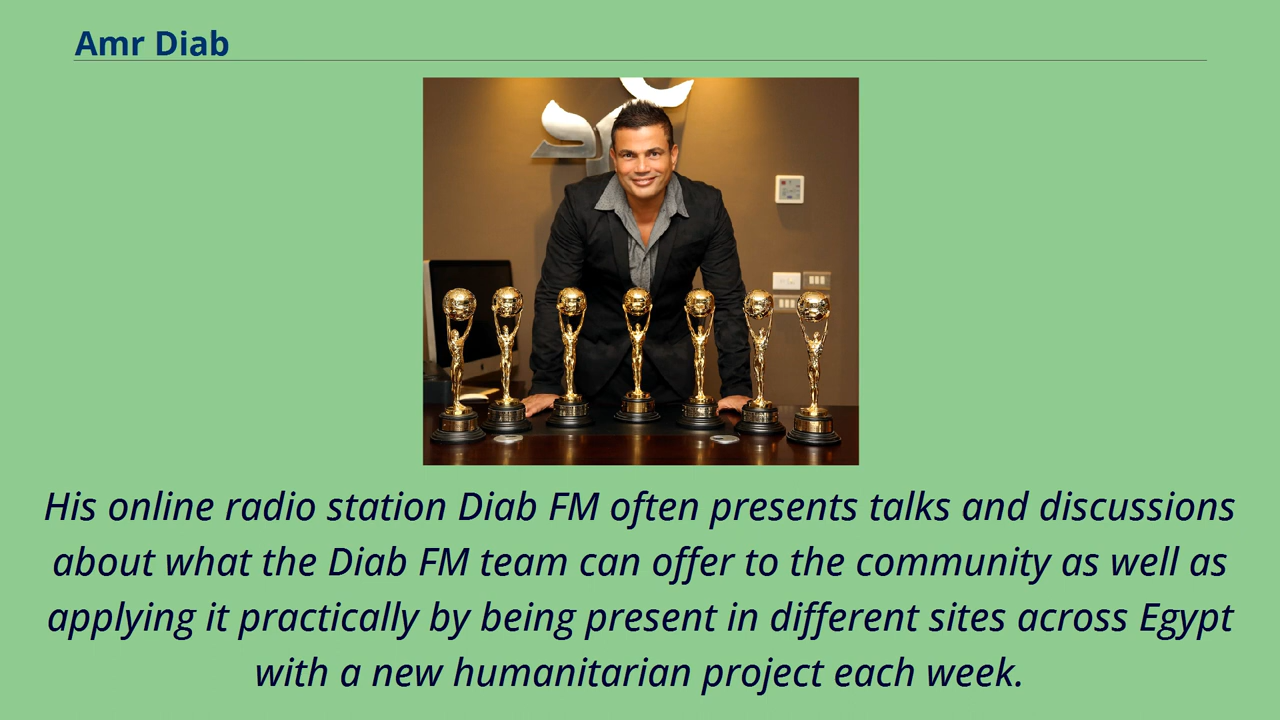 Amr Diab
His online radio station Diab FM often presents talks and discussions
about what the Diab FM team can offer to the community as well as
applying it practically by being present in different sites across Egypt
with a new humanitarian project each week.